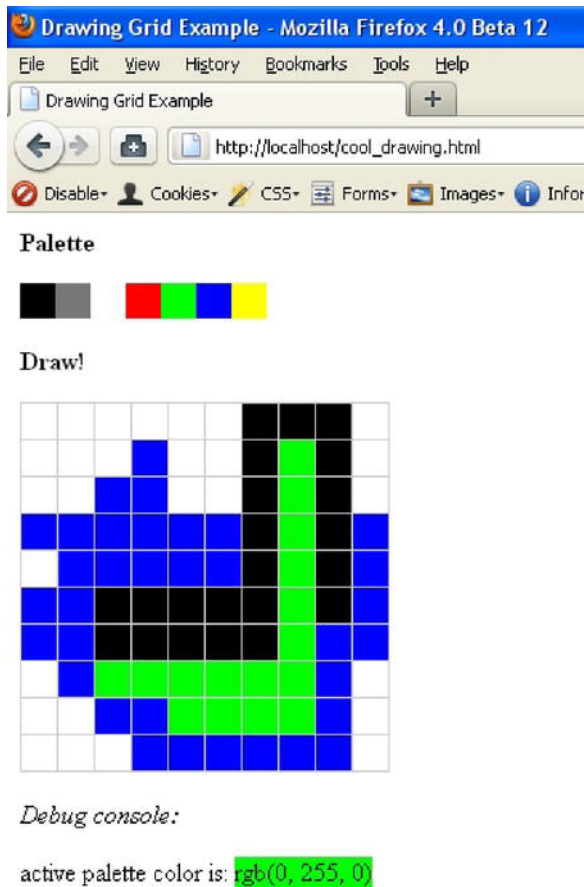 Drawing Grid Example - Mozilla Firefox 4.0 Beta 12
File Edit View History Bookmarks Tools Help
Drawing Grid Example
http://localhost/cool_drawing.html
Disable Cookies CSS Forms Images Infor
Palette
Draw!
Debug console:
active palette color is: rgb(0, 255, 0)